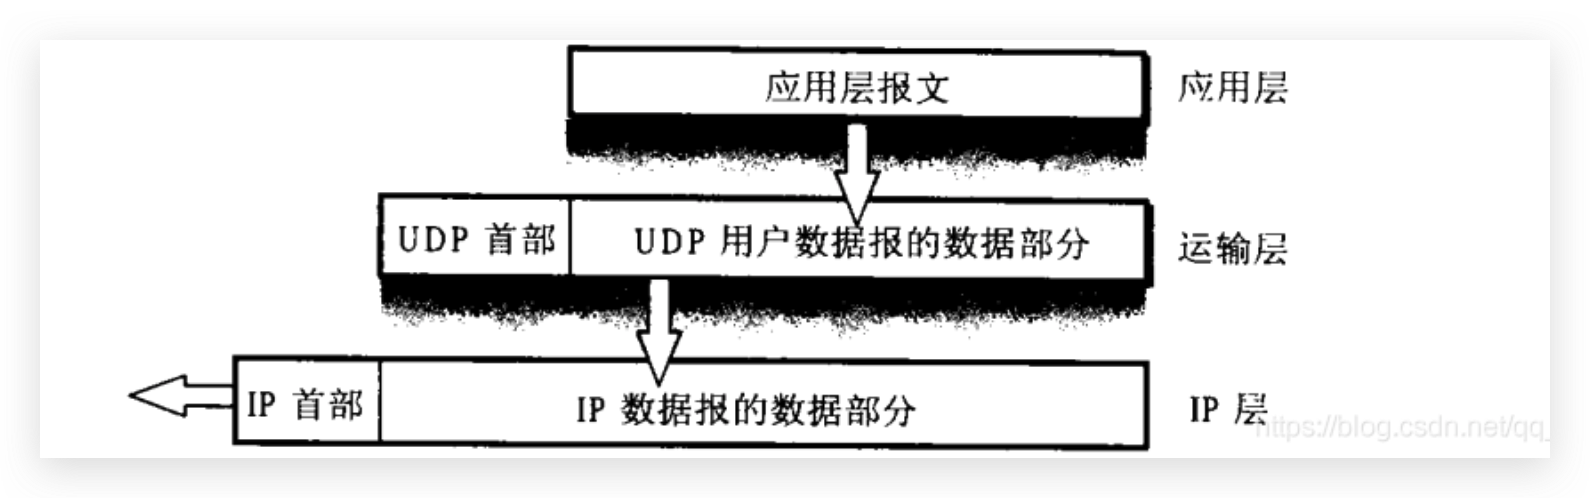 应用层报文 应用层
UDP 首部 UDP 用户数据报的数据部分 运输层
IP 首部 IP 数据报的数据部分 IP 层
https://blog.csdn.net/qq_